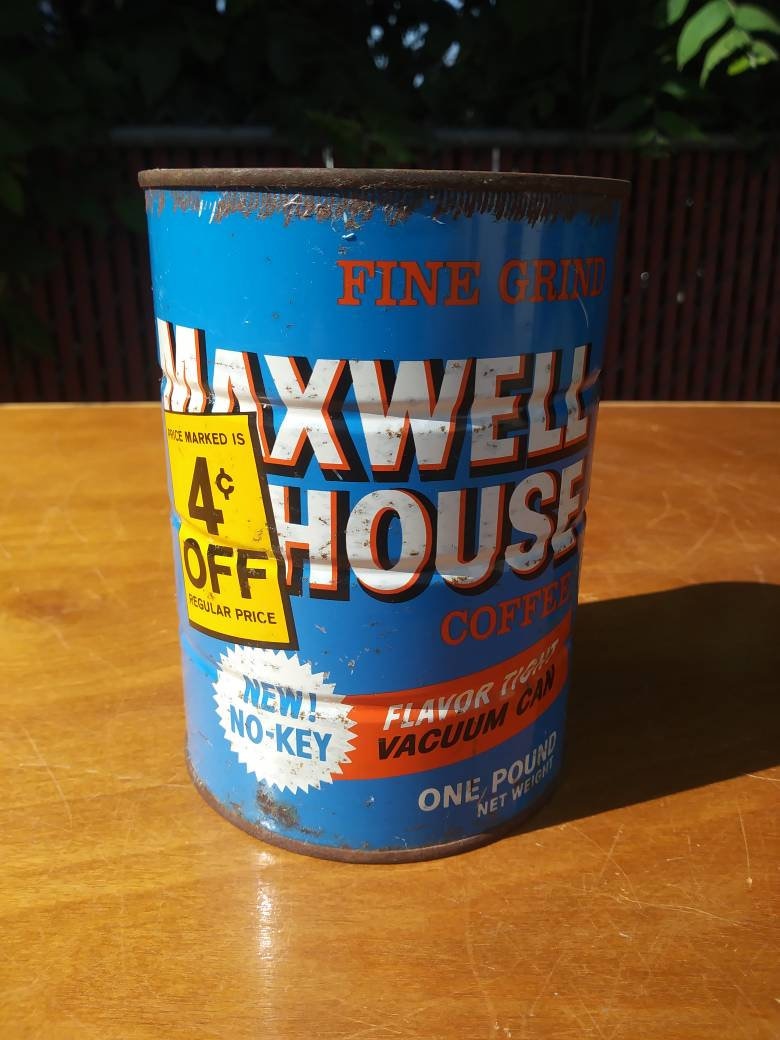 FINE GRIND
MAXWELL
HOUSE
PRICE MARKED IS
4¢
OFF
REGULAR PRICE
COFFEE
NEW!
NO-KEY
FLAVOR TIGHT
VACUUM CAN
ONE POUND
NET WEIGHT